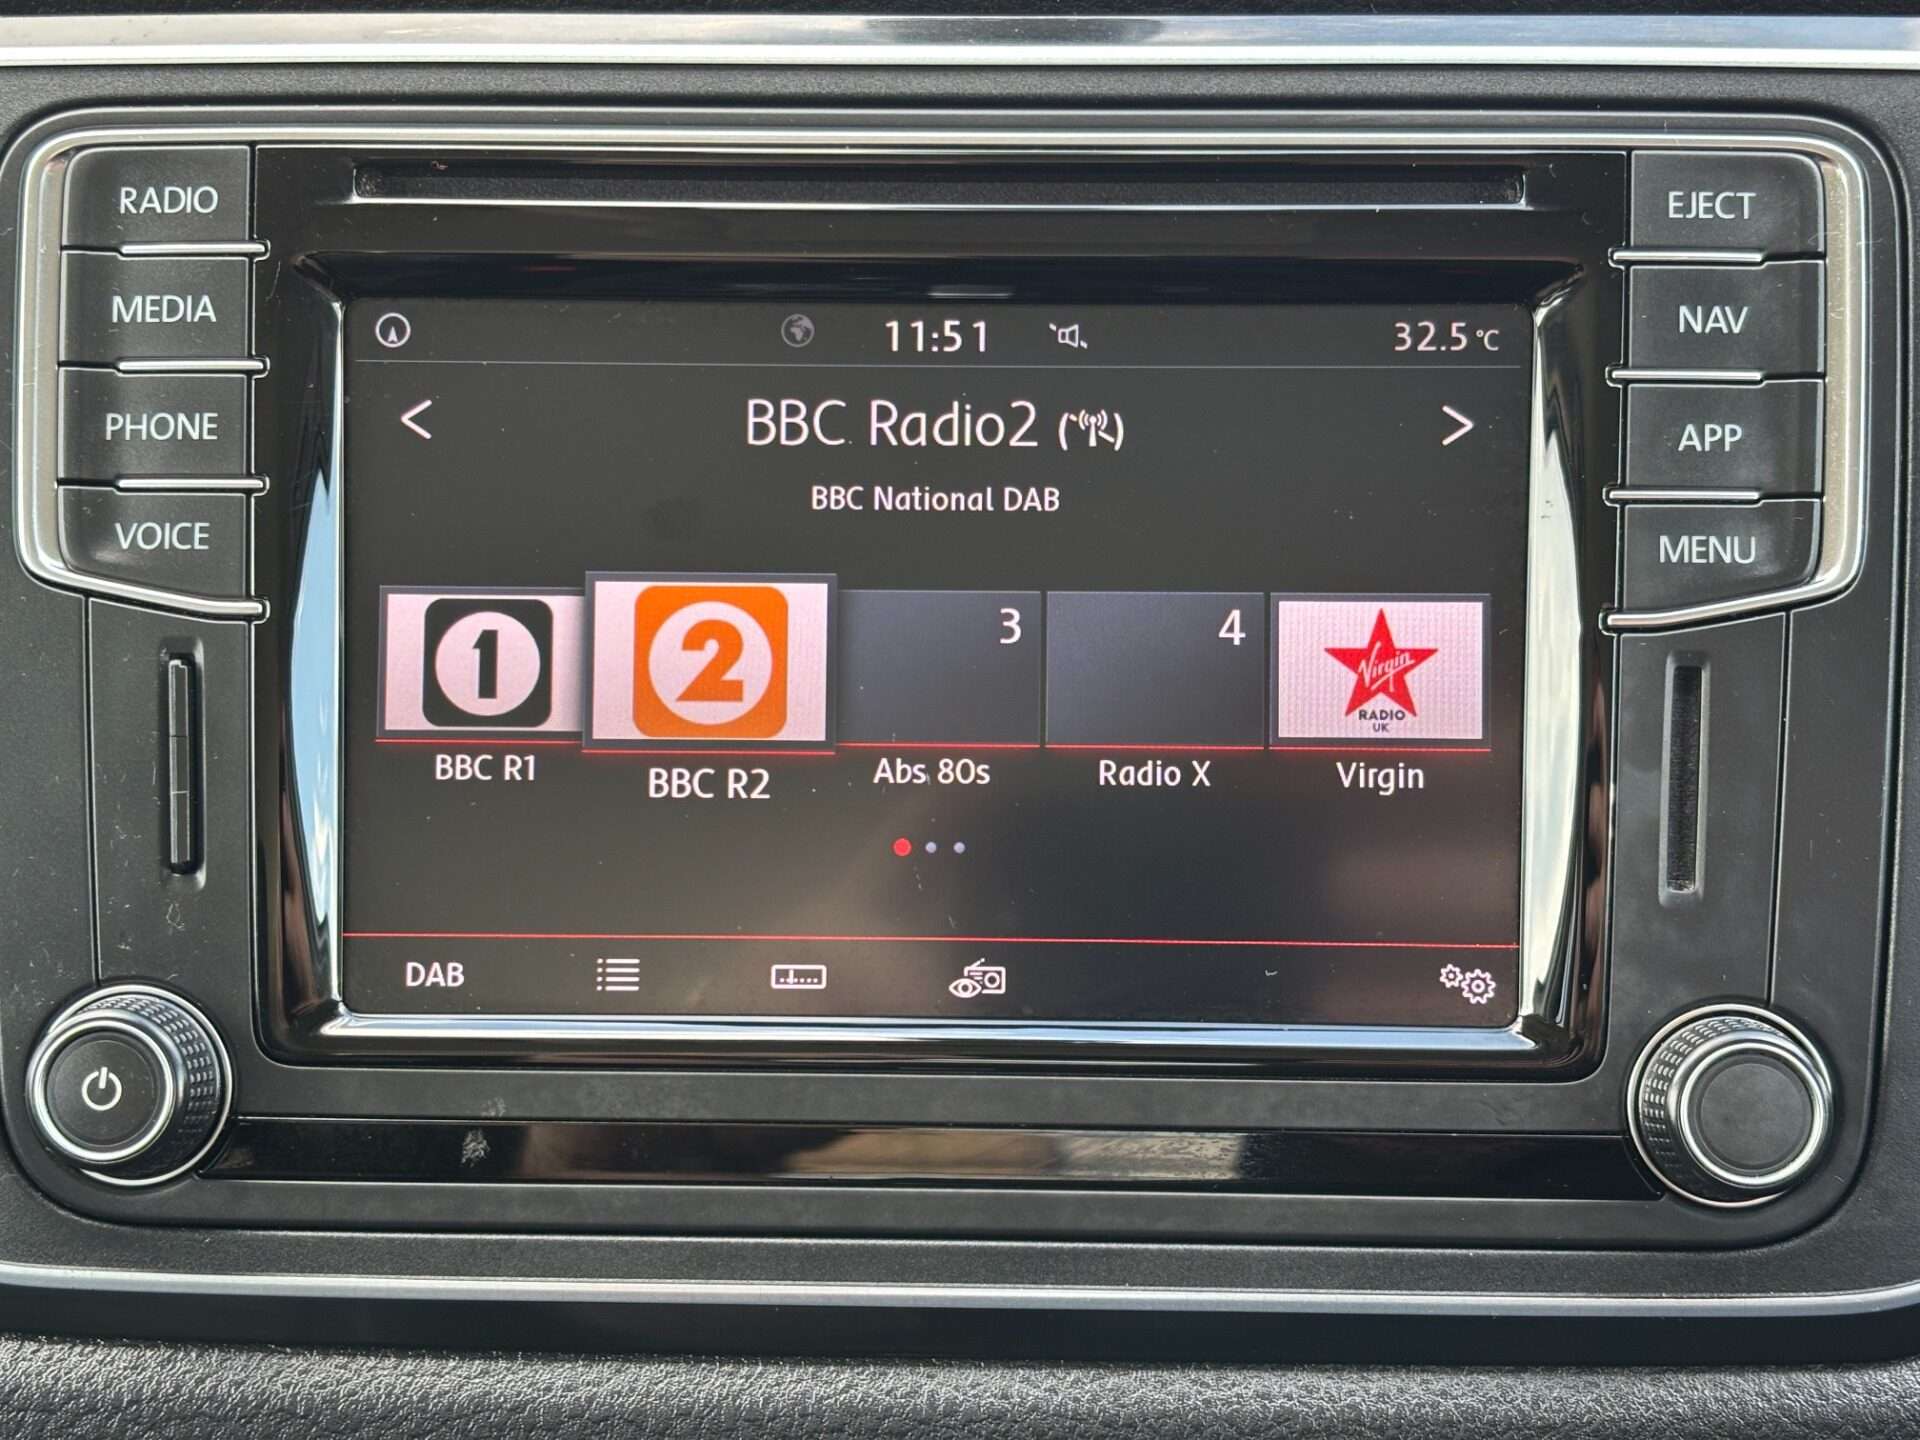 RADIO
MEDIA
PHONE
VOICE
EJECT
NAV
APP
MENU
11:51
32.5 °C
< BBC Radio2 >
BBC National DAB
1
2
3
4
Virgin
RADIO
UK
BBC R1
BBC R2
Abs 80s
Radio X
Virgin
DAB